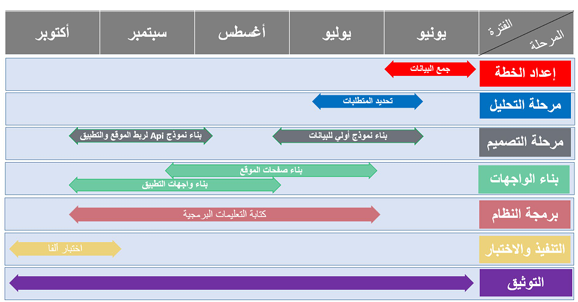 الفترة
المرحلة
يونيو
يوليو
أغسطس
سبتمبر
أكتوبر
إعداد الخطة
جمع البيانات
مرحلة التحليل
تحديد المتطلبات
مرحلة التصميم
بناء نموذج أولي للبيانات
بناء نموذج Api لربط الموقع والتطبيق
بناء الواجهات
بناء صفحات الموقع
بناء واجهات التطبيق
برمجة النظام
كتابة التعليمات البرمجية
التنفيذ والاختبار
اختبار ألفا
التوثيق